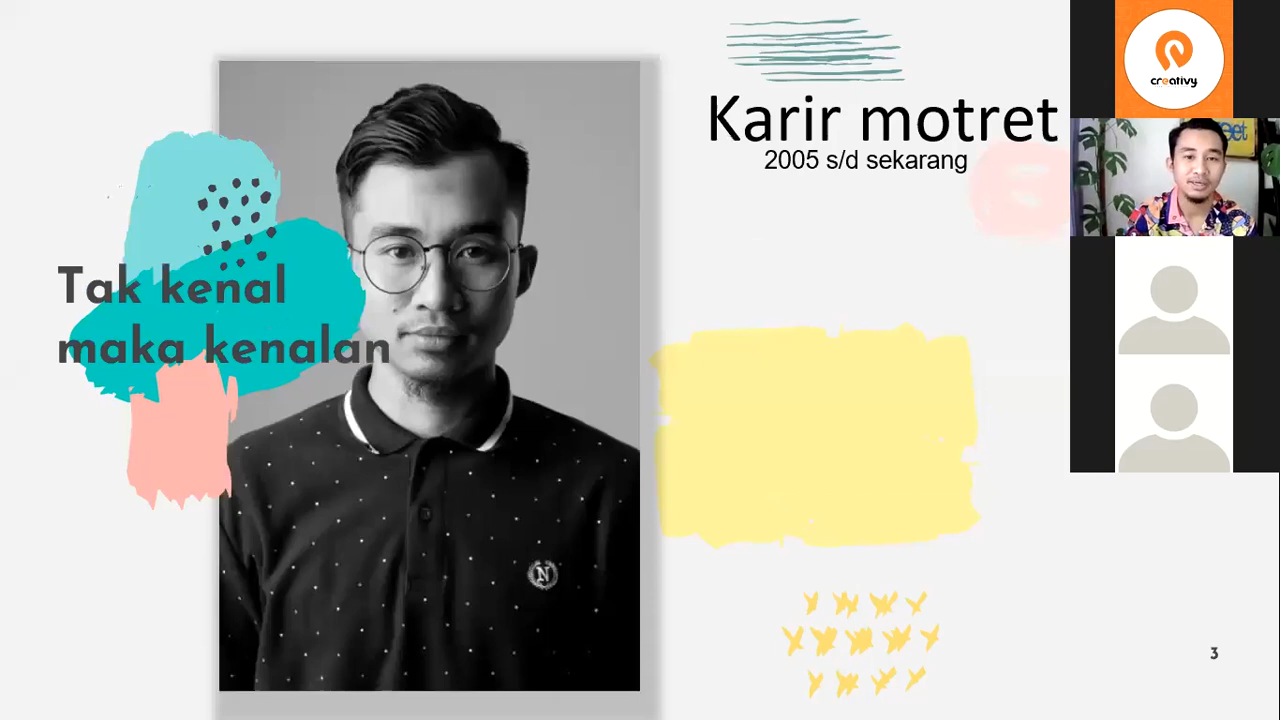 Karir motret
2005 s/d sekarang
Tak kenal
maka kenalan
N
creativy
3